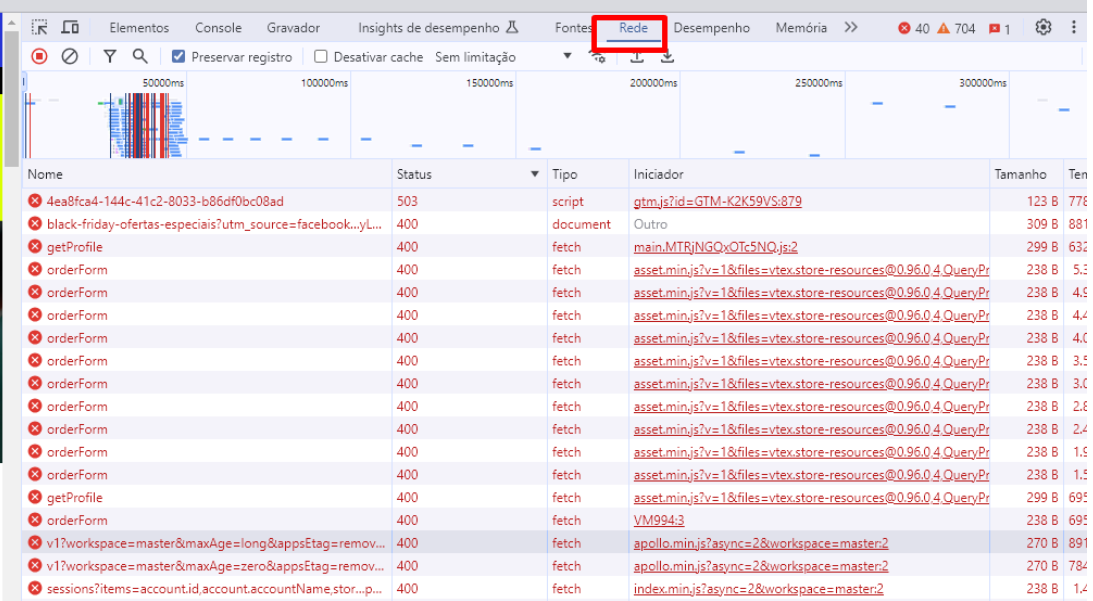 Elementos Console Gravador Insights de desempenho Fontes Rede Desempenho Memória 40 704 1
Preservar registro Desativar cache Sem limitação
50000ms 100000ms 150000ms 200000ms 250000ms 300000ms
Nome Status Tipo Iniciador Tamanho Ten
4ea8fca4-144c-41c2-8033-b86df0bc08ad 503 script gtm.js?id=GTM-K2K59VS:879 123 B 778
black-friday-ofertas-especiais?utm_source=facebook...yL... 400 document Outro 309 B 881
getProfile 400 fetch main.MTRjNGQxOTc5NQ.js:2 299 B 632
orderForm 400 fetch asset.min.js?v=1&files=vtex.store-resources@0.96.0,4,QueryPr 238 B 5.3
orderForm 400 fetch asset.min.js?v=1&files=vtex.store-resources@0.96.0,4,QueryPr 238 B 4.9
orderForm 400 fetch asset.min.js?v=1&files=vtex.store-resources@0.96.0,4,QueryPr 238 B 4.4
orderForm 400 fetch asset.min.js?v=1&files=vtex.store-resources@0.96.0,4,QueryPr 238 B 4.0
orderForm 400 fetch asset.min.js?v=1&files=vtex.store-resources@0.96.0,4,QueryPr 238 B 3.5
orderForm 400 fetch asset.min.js?v=1&files=vtex.store-resources@0.96.0,4,QueryPr 238 B 3.0
orderForm 400 fetch asset.min.js?v=1&files=vtex.store-resources@0.96.0,4,QueryPr 238 B 2.8
orderForm 400 fetch asset.min.js?v=1&files=vtex.store-resources@0.96.0,4,QueryPr 238 B 2.4
orderForm 400 fetch asset.min.js?v=1&files=vtex.store-resources@0.96.0,4,QueryPr 238 B 1.9
orderForm 400 fetch asset.min.js?v=1&files=vtex.store-resources@0.96.0,4,QueryPr 238 B 1.5
getProfile 400 fetch asset.min.js?v=1&files=vtex.store-resources@0.96.0,4,QueryPr 299 B 695
orderForm 400 fetch VM994:3 238 B 695
v1?workspace=master&maxAge=long&appsEtag=remov... 400 fetch apollo.min.js?async=2&workspace=master:2 270 B 891
v1?workspace=master&maxAge=zero&appsEtag=remov... 400 fetch apollo.min.js?async=2&workspace=master:2 270 B 784
sessions?items=account.id,account.accountName,stor...p... 400 fetch index.min.js?async=2&workspace=master:2 238 B 1.4